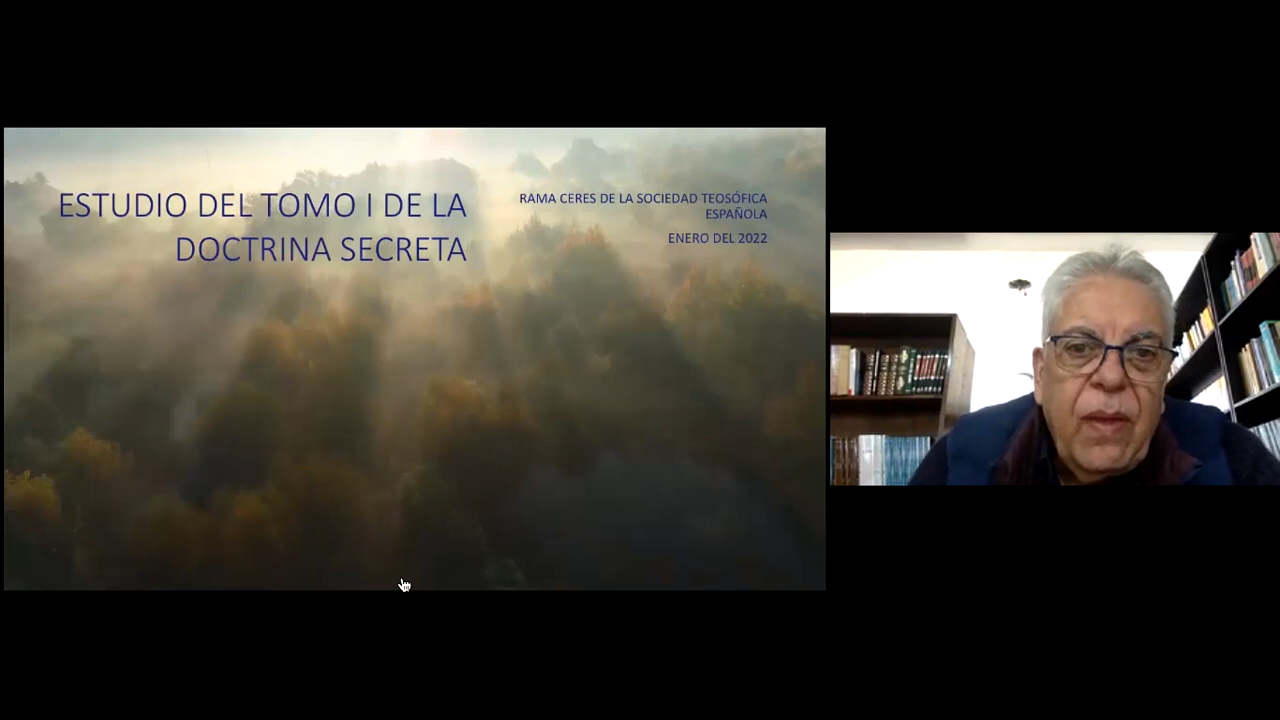 ESTUDIO DEL TOMO I DE LA
DOCTRINA SECRETA
RAMA CERES DE LA SOCIEDAD TEOSÓFICA
ESPAÑOLA
ENERO DEL 2022